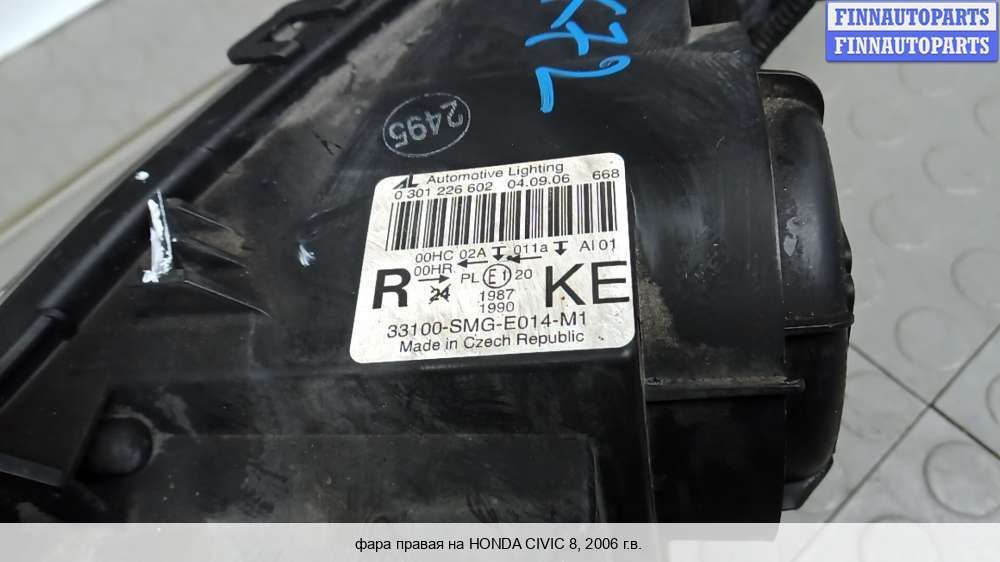 FINNAUTOPARTS
FINNAUTOPARTS
K72
2495
AL Automotive Lighting
0 301 226 602 04.09.06 668
00HC 02A 011a AI 01
00HR
R PL E1 20 KE
24 1987
1990
33100-SMG-E014-M1
Made in Czech Republic
фара правая на HONDA CIVIC 8, 2006 г.в.